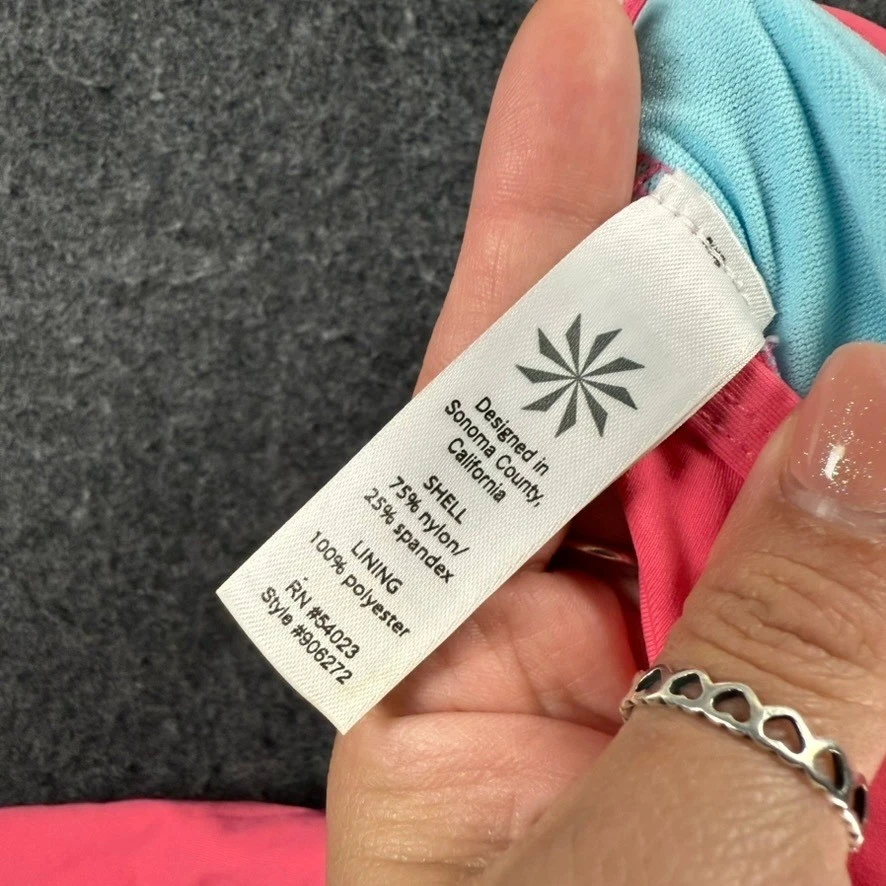 Designed in
Sonoma County,
California
SHELL
75% nylon/
25% spandex
LINING
100% polyester
RN #54023
Style #906272